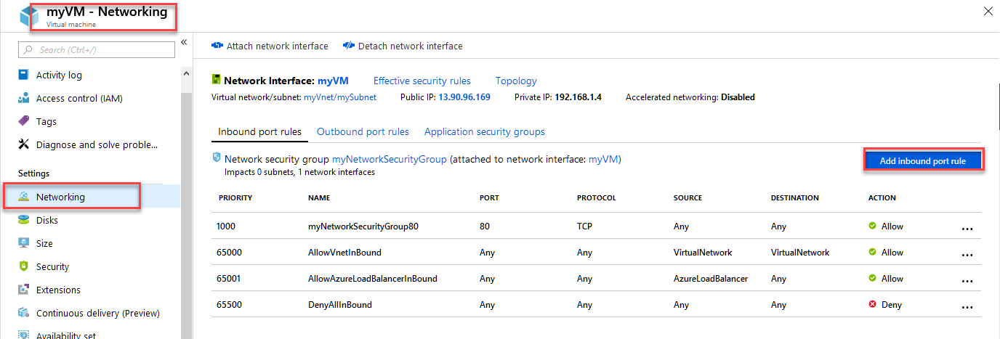 myVM - Networking
Virtual machine
Search (Ctrl+/)
Activity log
Access control (IAM)
Tags
Diagnose and solve proble...
Settings
Networking
Disks
Size
Security
Extensions
Continuous delivery (Preview)
Availability set
Attach network interface Detach network interface
Network Interface: myVM Effective security rules Topology
Virtual network/subnet: myVnet/mySubnet Public IP: 13.90.96.169 Private IP: 192.168.1.4 Accelerated networking: Disabled
Inbound port rules Outbound port rules Application security groups
Network security group myNetworkSecurityGroup (attached to network interface: myVM)
Impacts 0 subnets, 1 network interfaces
Add inbound port rule
PRIORITY NAME PORT PROTOCOL SOURCE DESTINATION ACTION
1000 myNetworkSecurityGroup80 80 TCP Any Any Allow ...
65000 AllowVnetInBound Any Any VirtualNetwork VirtualNetwork Allow ...
65001 AllowAzureLoadBalancerInBound Any Any AzureLoadBalancer Any Allow ...
65500 DenyAllInBound Any Any Any Any Deny ...